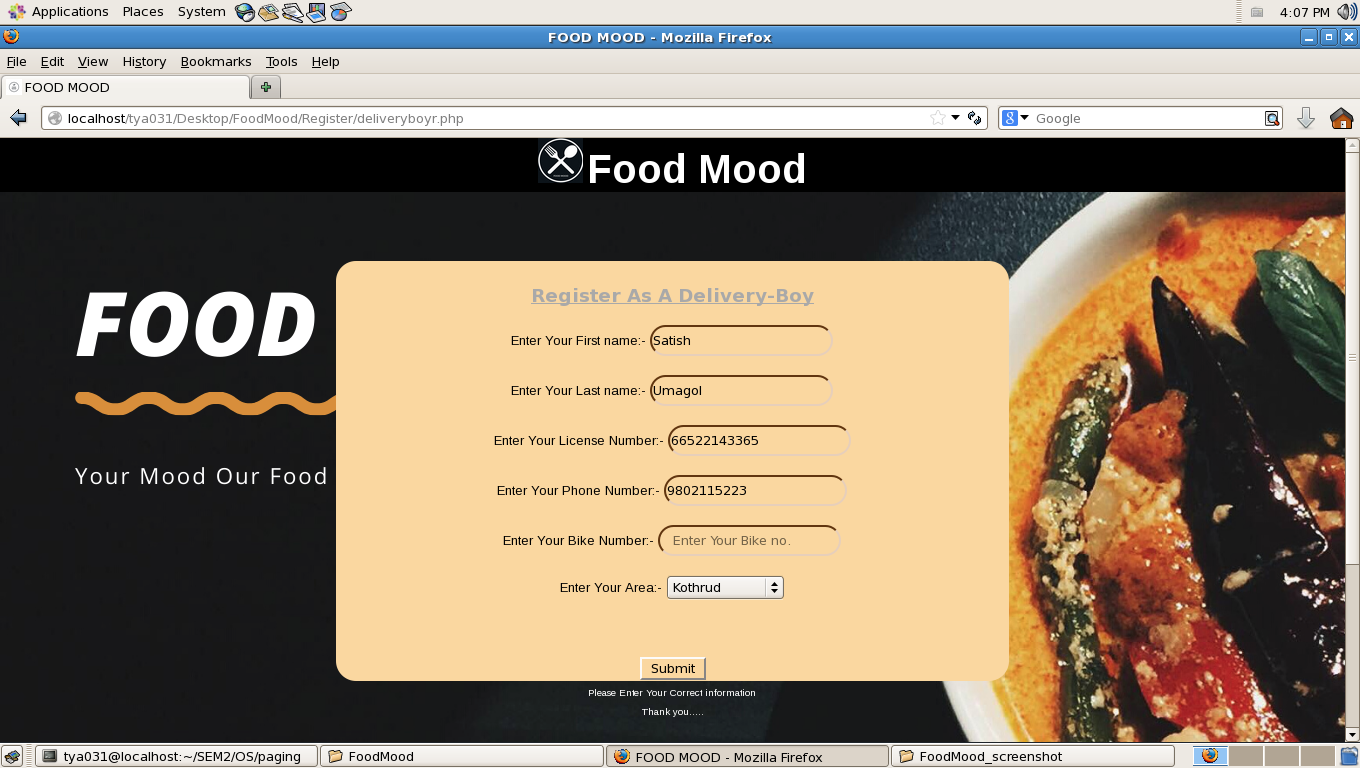 Applications Places System 4:07 PM
FOOD MOOD - Mozilla Firefox
File Edit View History Bookmarks Tools Help
FOOD MOOD
localhost/tya031/Desktop/FoodMood/Register/deliveryboyr.php Google
Food Mood
FOOD
Your Mood Our Food
Register As A Delivery-Boy
Enter Your First name:- Satish
Enter Your Last name:- Umagol
Enter Your License Number:- 66522143365
Enter Your Phone Number:- 9802115223
Enter Your Bike Number:- Enter Your Bike no.
Enter Your Area:- Kothrud
Submit
Please Enter Your Correct information
Thank you.....
tya031@localhost:~/SEM2/OS/paging FoodMood FOOD MOOD - Mozilla Firefox FoodMood_screenshot